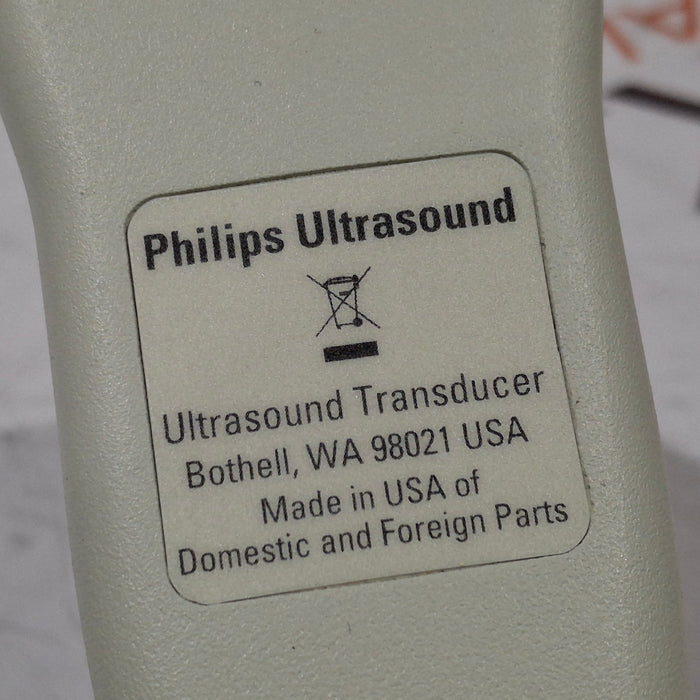 Philips Ultrasound
Ultrasound Transducer
Bothell, WA 98021 USA
Made in USA of
Domestic and Foreign Parts